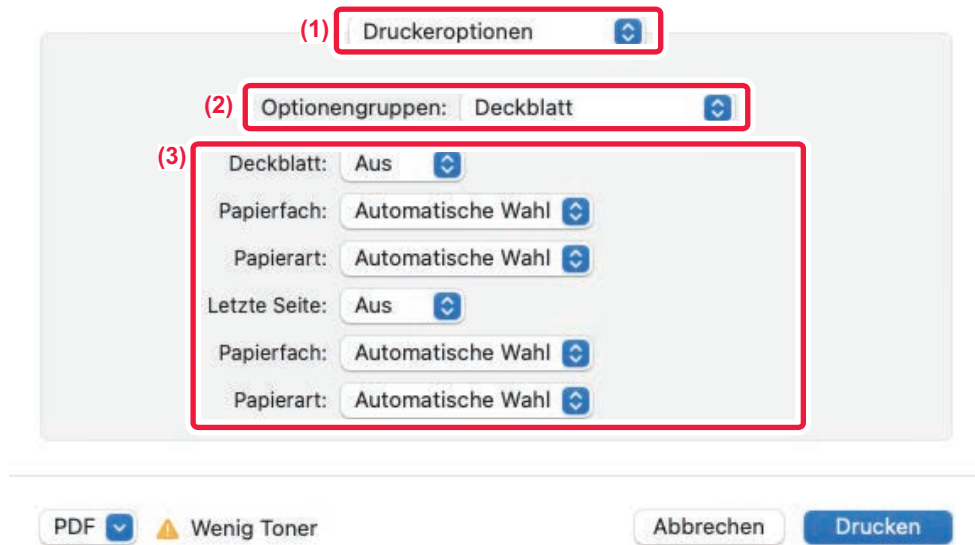 (1) Druckeroptionen
(2) Optionengruppen: Deckblatt
(3) Deckblatt: Aus
Papierfach: Automatische Wahl
Papierart: Automatische Wahl
Letzte Seite: Aus
Papierfach: Automatische Wahl
Papierart: Automatische Wahl
PDF Wenig Toner Abbrechen Drucken